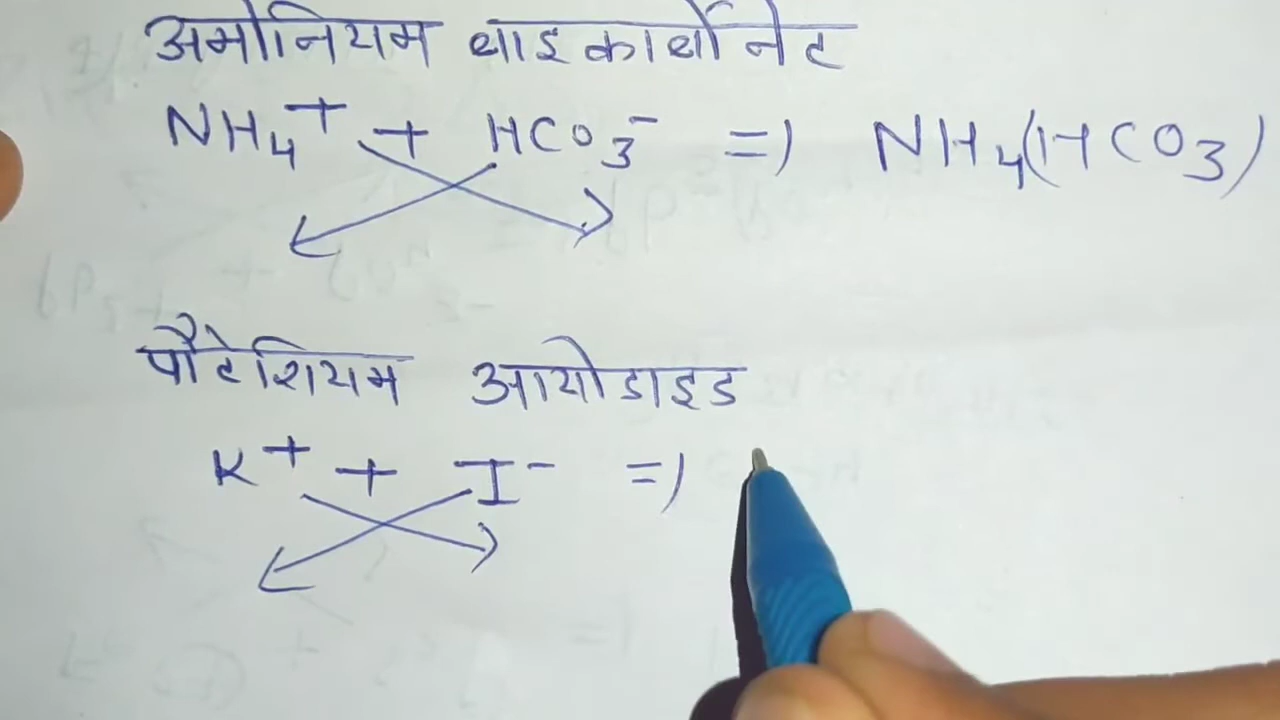 अमोनियम बाइकार्बोनेट
NH₄⁺ + HCO₃⁻ => NH₄(HCO₃)
पौटेशियम आयोडाइड
K⁺ + I⁻ =>